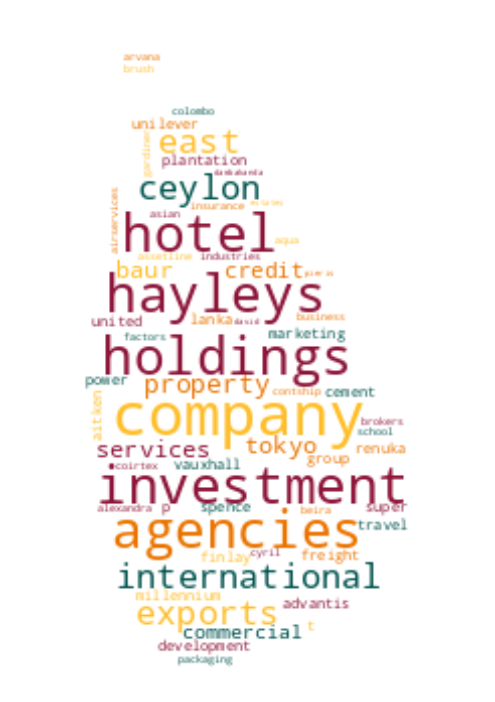 arvana
brush
colombo
unilever
gardiner
east
plantation
dambakanda
ceylon
airservices
insurance
estates
asian
hotel
aqua
assetline industries
baur credit pieris
hayleys
united lanka david business
factors marketing
holdings
power property contship cement
aitken company brokers
school
services tokyo renuka
vauxhall group
coirtex
investment
alexandra p spence beira super
agencies travel
finlay cyril freight
international
millennium
exports advantis
commercial t
development
packaging